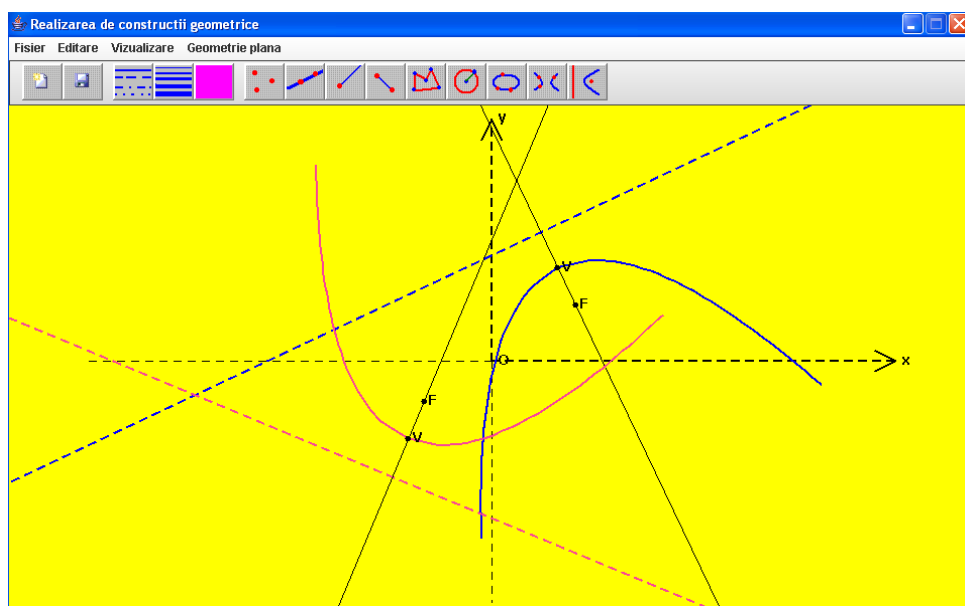 Realizarea de constructii geometrice
Fisier Editare Vizualizare Geometrie plana
y
V
F
O
x
F
V